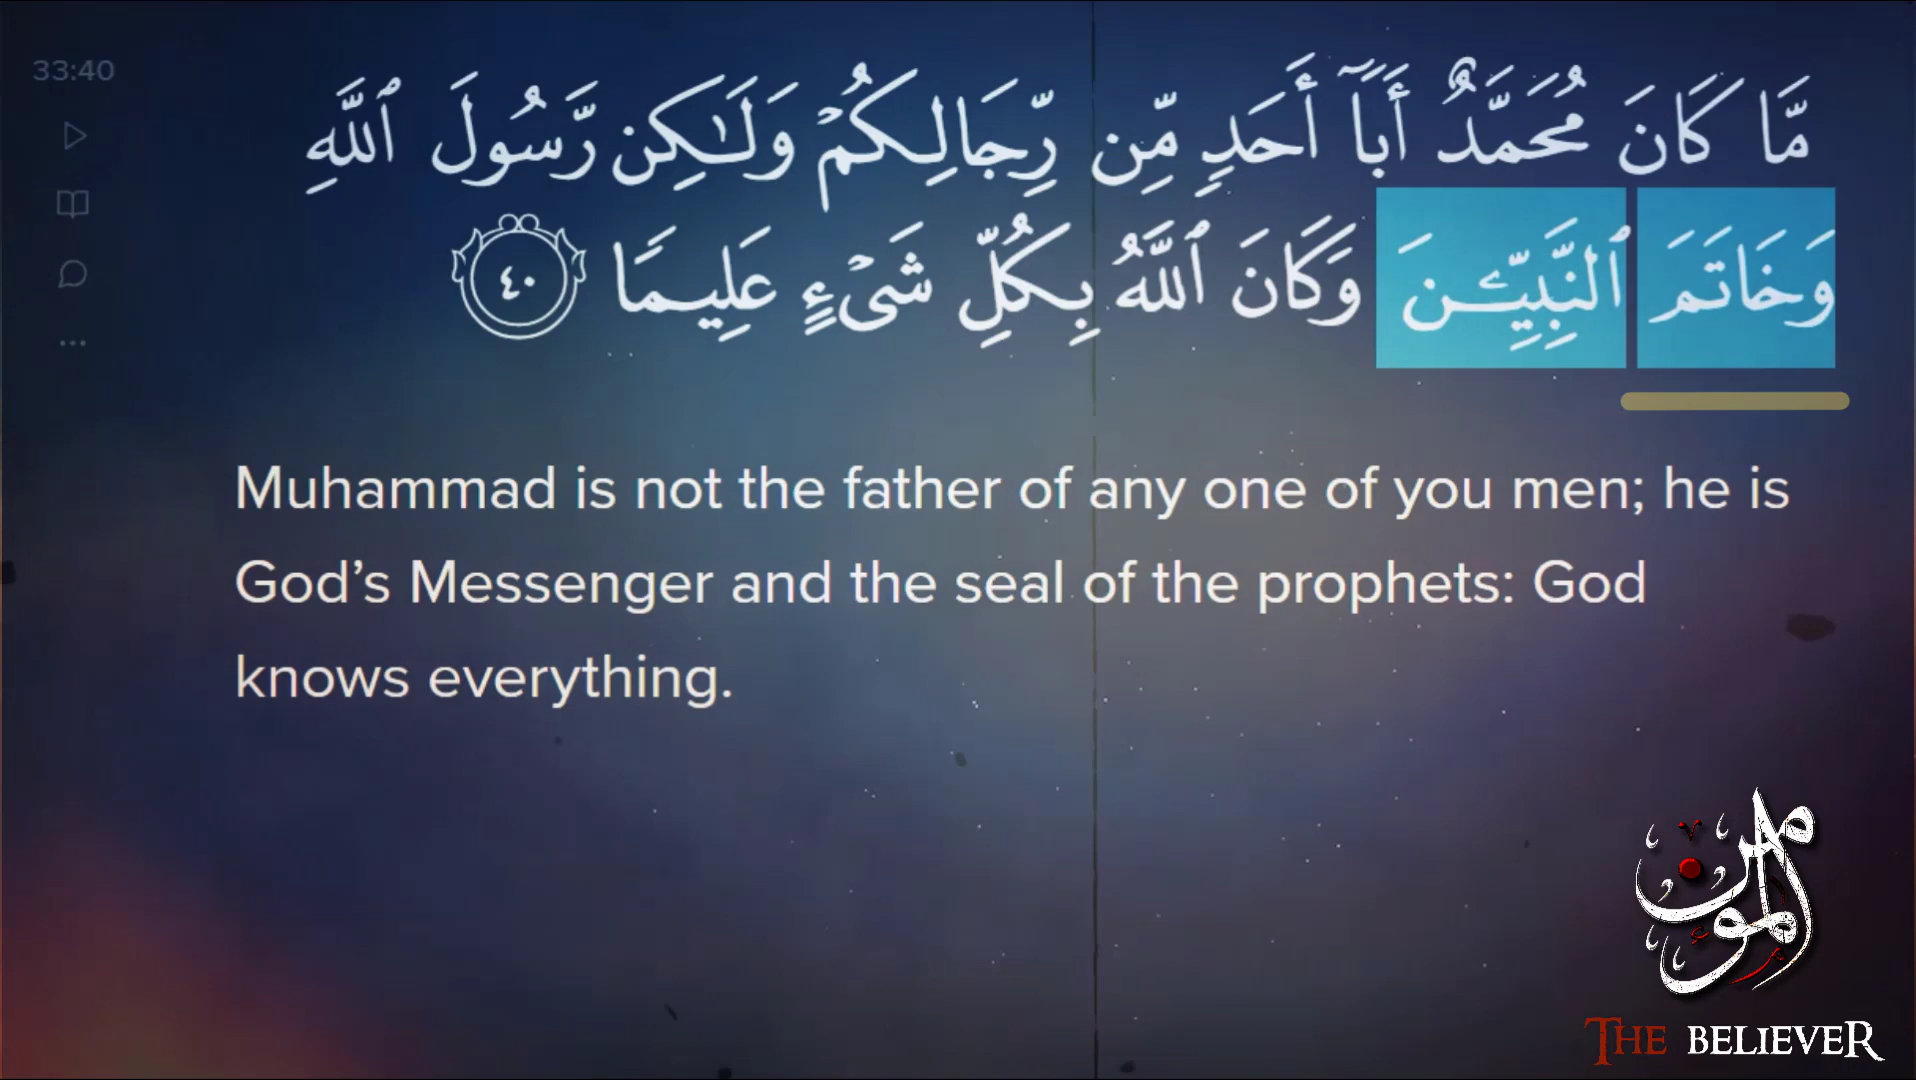 33:40
مَّا كَانَ مُحَمَّدٌ أَبَآ أَحَدٍ مِّن رِّجَالِكُمْ وَلَـٰكِن رَّسُولَ ٱللَّهِ
وَخَاتَمَ ٱلنَّبِيِّـۧنَ وَكَانَ ٱللَّهُ بِكُلِّ شَىْءٍ عَلِيمًا ٤٠
Muhammad is not the father of any one of you men; he is
God’s Messenger and the seal of the prophets: God
knows everything.
المؤمن
THE BELIEVER